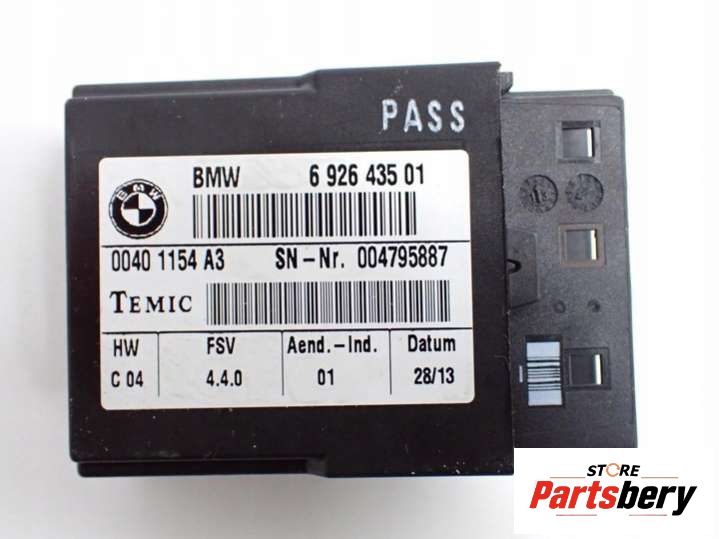 PASS
BMW 6 926 435 01
BMW
0040 1154 A3 SN-Nr. 004795887
TEMIC
HW FSV Aend.-Ind. Datum
C 04 4.4.0 01 28/13
STORE
Partsbery